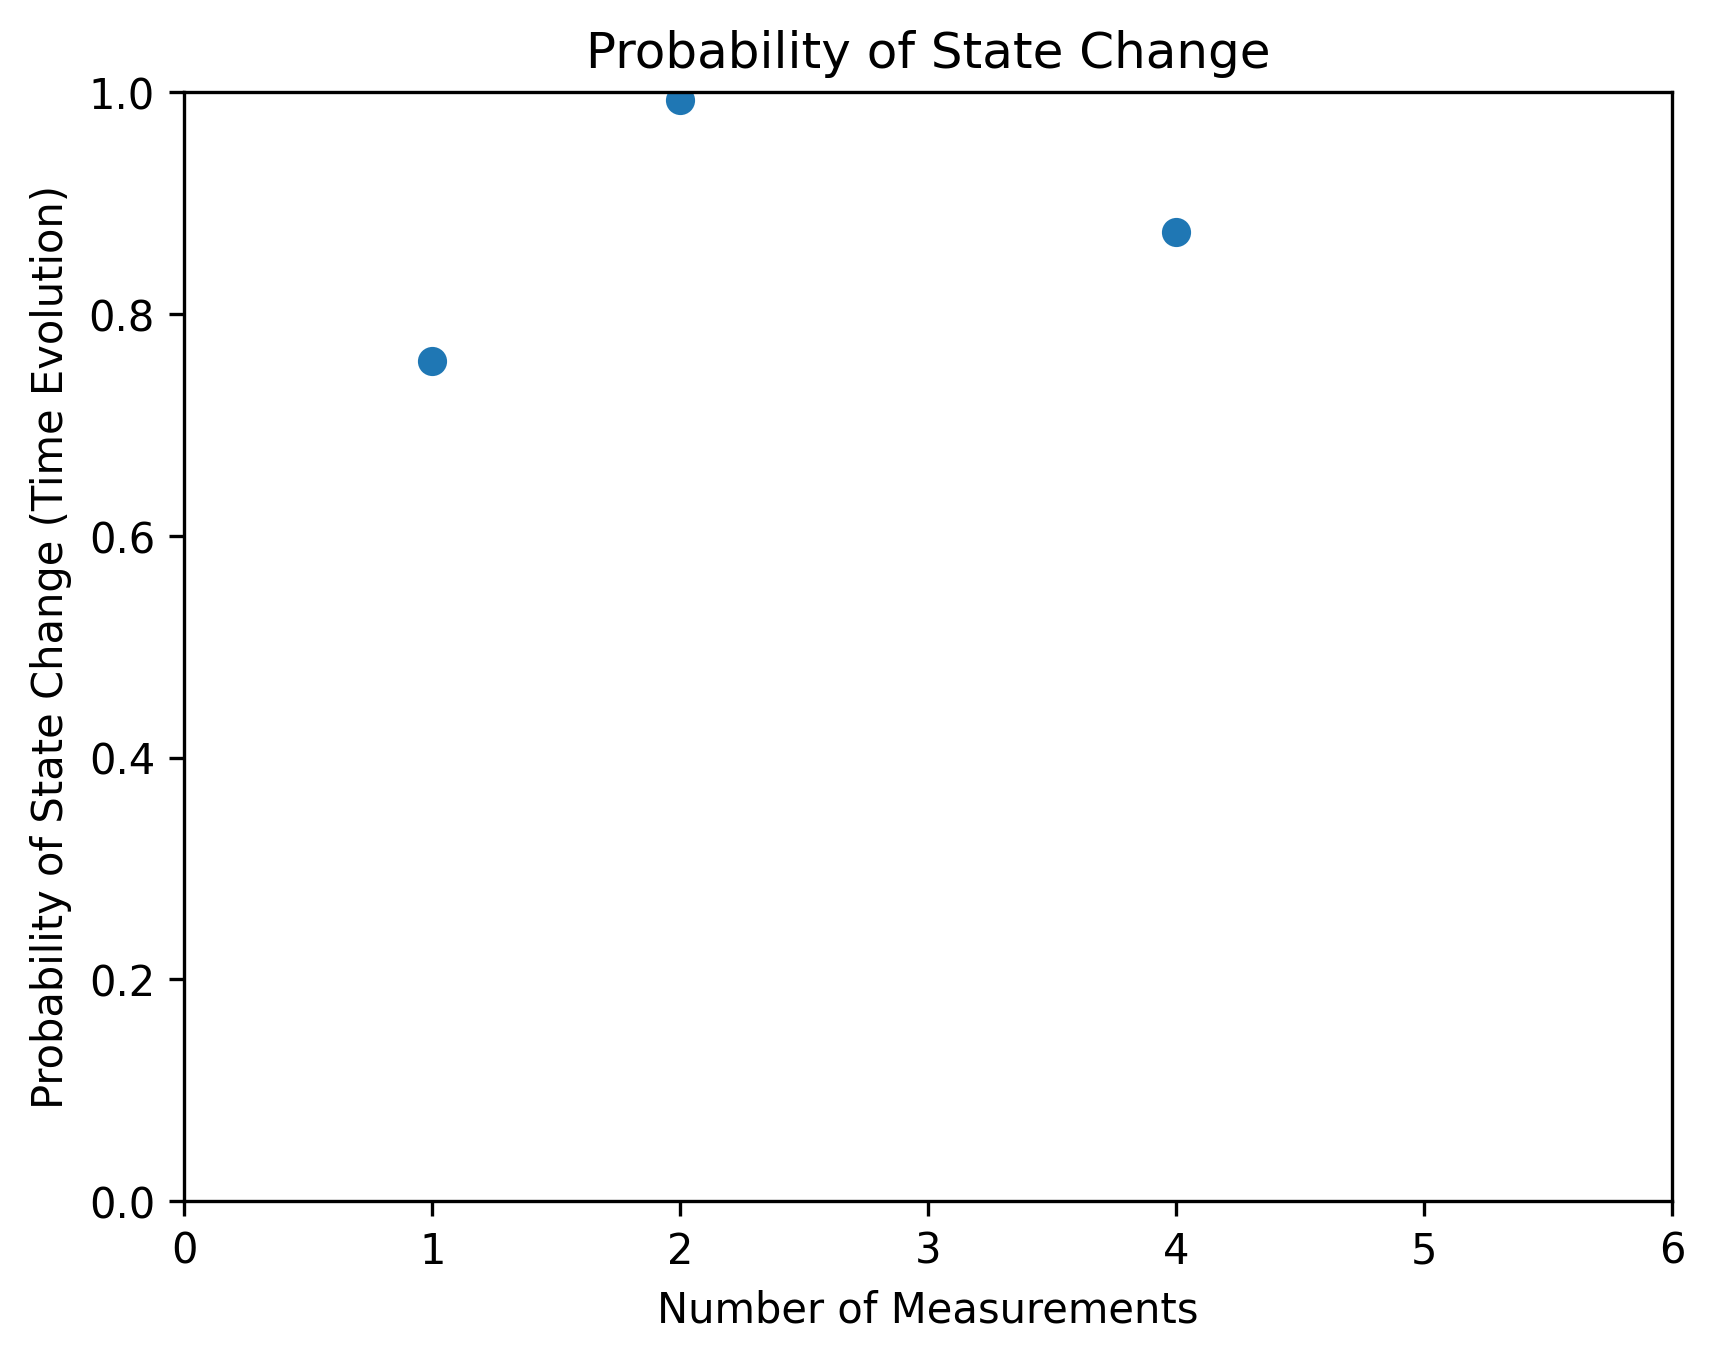 Probability of State Change
Probability of State Change (Time Evolution)
1.0
0.8
0.6
0.4
0.2
0.0
0 1 2 3 4 5 6
Number of Measurements